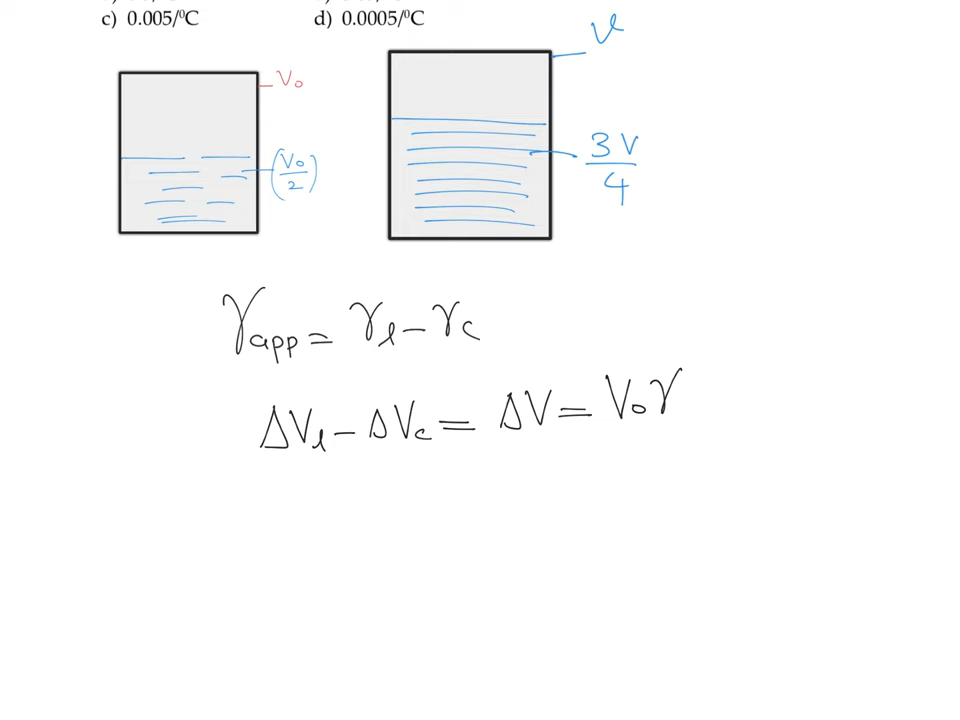 c) 0.005/⁰C
d) 0.0005/⁰C
V
V₀
3V/4
(V₀/2)
γapp = γl − γc
ΔVl − ΔVc = ΔV = V₀γ